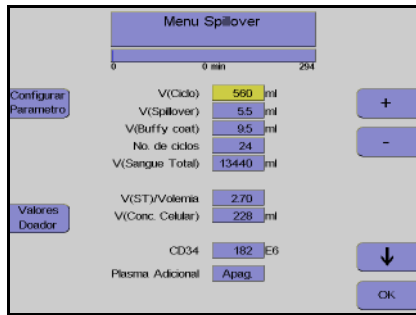 Menu Spillover
0 0 min 294
Configurar Parametro
V(Ciclo) 560 ml
V(Spillover) 5.5 ml
V(Buffy coat) 9.5 ml
No. de ciclos 24
V(Sangue Total) 13440 ml
+
-
Valores Doador
V(ST)/Volemia 2.70
V(Conc. Celular) 228 ml
CD34 182 E6
Plasma Adicional Apag.
↓
OK